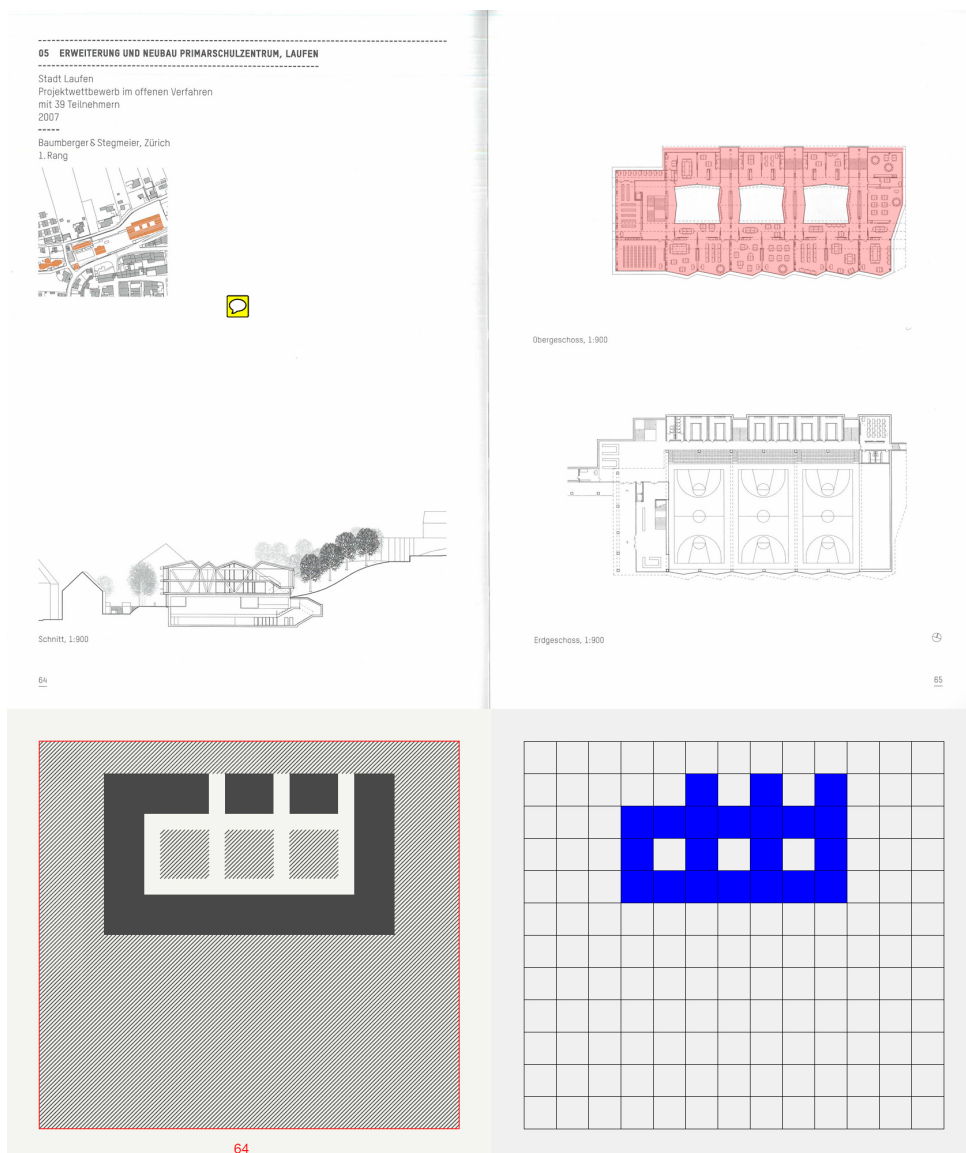 05 ERWEITERUNG UND NEUBAU PRIMARSCHULZENTRUM, LAUFEN
Stadt Laufen
Projektwettbewerb im offenen Verfahren
mit 39 Teilnehmern
2007
Baumberger & Stegmeier, Zürich
1. Rang
Schnitt, 1:900
64
Obergeschoss, 1:900
Erdgeschoss, 1:900
65
64